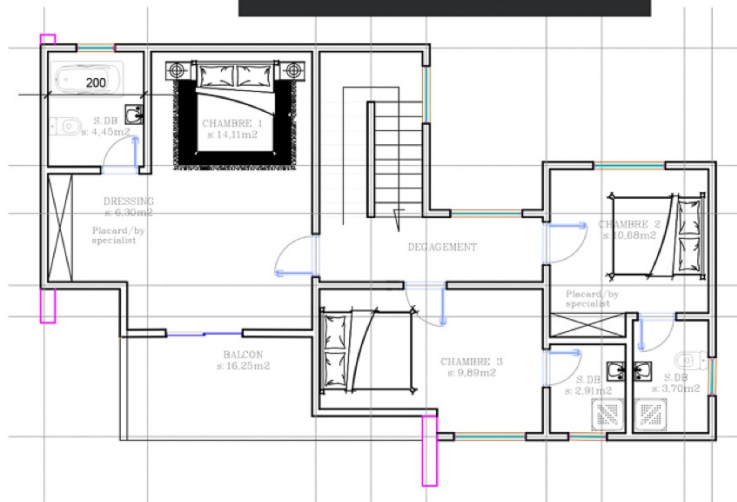 200
S.DB
s: 4,45m2
CHAMBRE 1
s: 14,11m2
DRESSING
s: 6,30m2
Placard/by
specialist
DEGAGEMENT
CHAMBRE 2
s: 10,68m2
Placard/by
specialist
BALCON
s: 16,25m2
CHAMBRE 3
s: 9,89m2
S.DB
s: 2,91m2
S.DB
s: 3,70m2